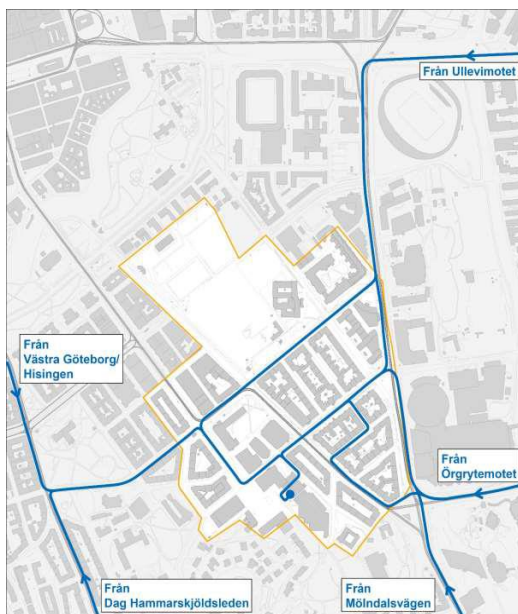 Från Ullevimotet
Från
Västra Göteborg/
Hisingen
Från
Örgrytemotet
Från
Dag Hammarskjöldsleden
Från
Mölndalsvägen